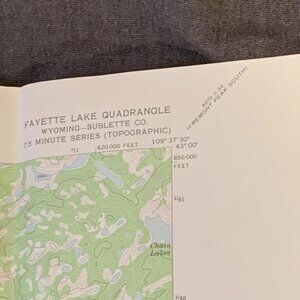 FAYETTE LAKE QUADRANGLE
WYOMING—SUBLETTE CO.
7.5 MINUTE SERIES (TOPOGRAPHIC)
(FREMONT PEAK SOUTH)
620 000 FEET 109° 37' 30"
43° 00'
850 000
FEET
Chain
Lakes